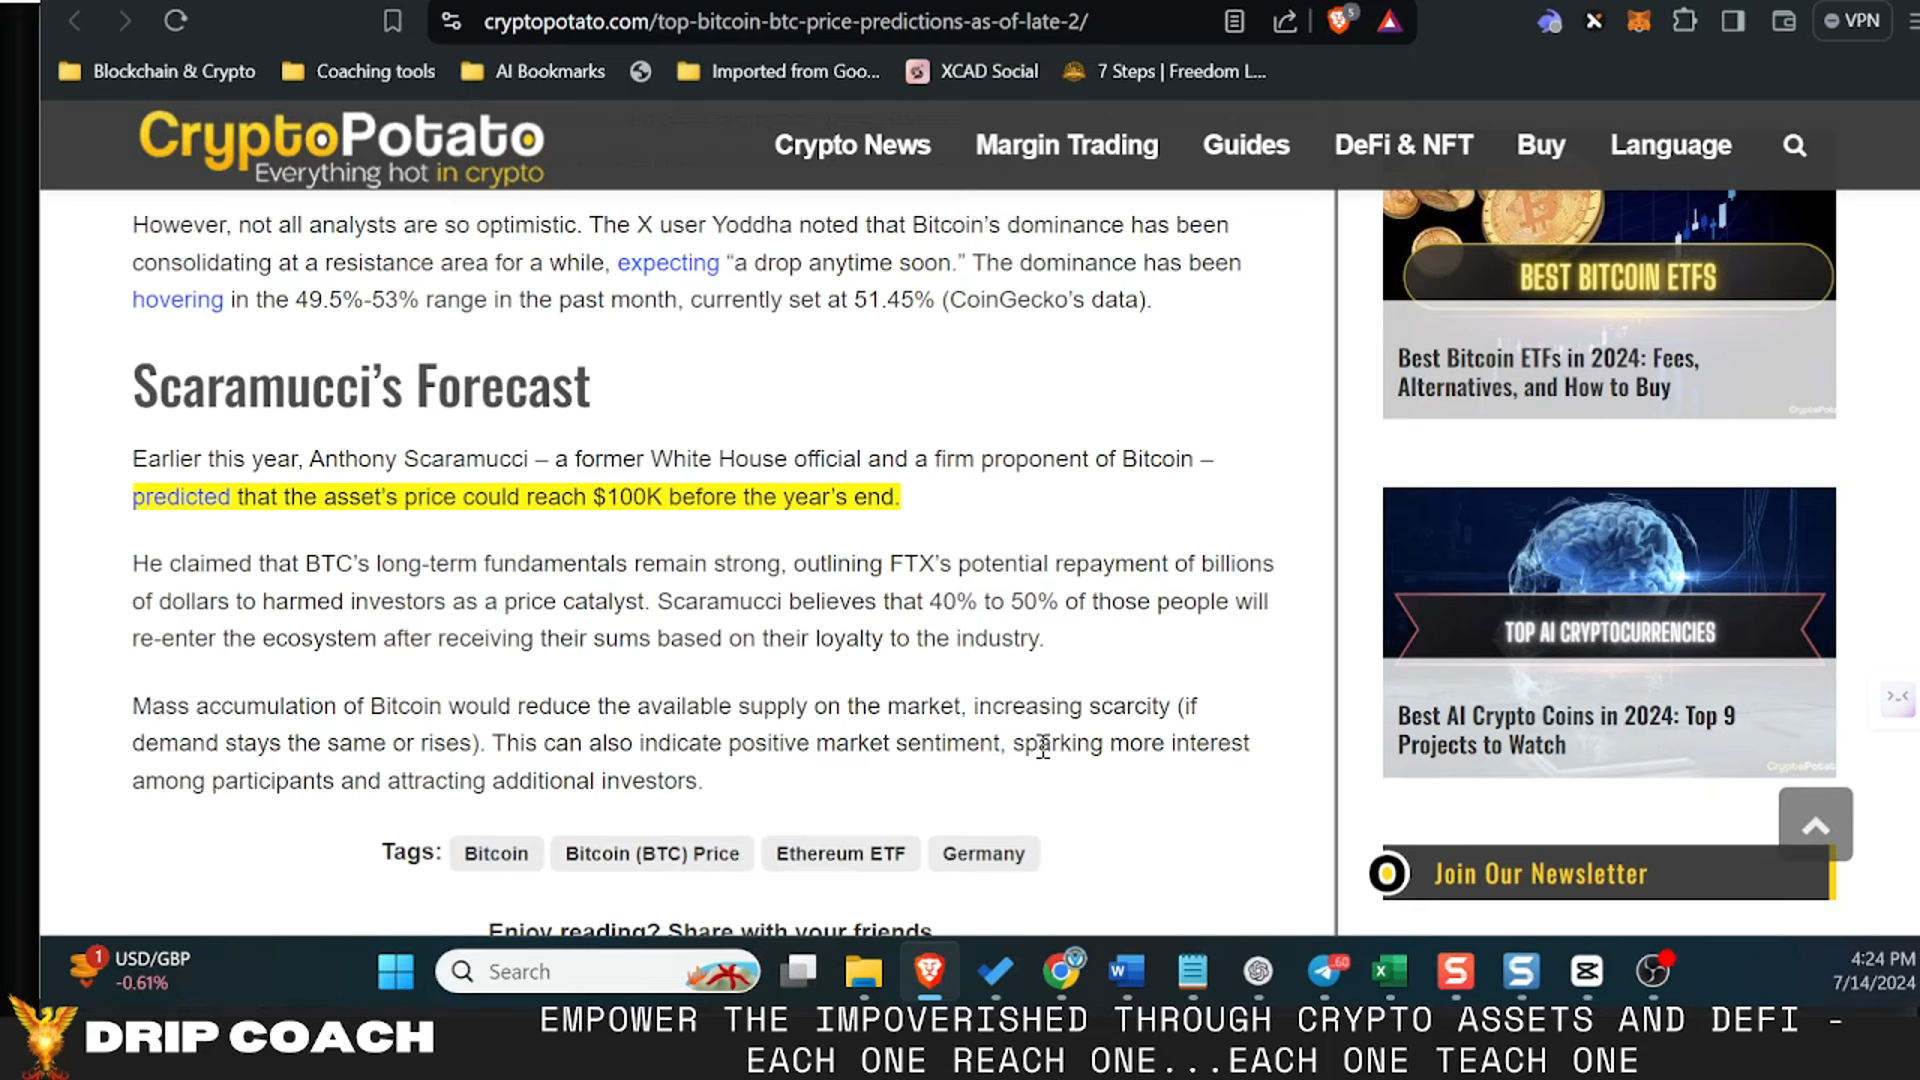 cryptopotato.com/top-bitcoin-btc-price-predictions-as-of-late-2/
5
VPN
Blockchain & Crypto
Coaching tools
AI Bookmarks
Imported from Goo...
XCAD Social
7 Steps | Freedom L...
CryptoPotato
Everything hot in crypto
Crypto News
Margin Trading
Guides
DeFi & NFT
Buy
Language
However, not all analysts are so optimistic. The X user Yoddha noted that Bitcoin’s dominance has been
consolidating at a resistance area for a while, expecting “a drop anytime soon.” The dominance has been
hovering in the 49.5%-53% range in the past month, currently set at 51.45% (CoinGecko’s data).
Scaramucci’s Forecast
Earlier this year, Anthony Scaramucci – a former White House official and a firm proponent of Bitcoin –
predicted that the asset’s price could reach $100K before the year’s end.
He claimed that BTC’s long-term fundamentals remain strong, outlining FTX’s potential repayment of billions
of dollars to harmed investors as a price catalyst. Scaramucci believes that 40% to 50% of those people will
re-enter the ecosystem after receiving their sums based on their loyalty to the industry.
Mass accumulation of Bitcoin would reduce the available supply on the market, increasing scarcity (if
demand stays the same or rises). This can also indicate positive market sentiment, sparking more interest
among participants and attracting additional investors.
Tags:
Bitcoin
Bitcoin (BTC) Price
Ethereum ETF
Germany
Enjoy reading? Share with your friends
BEST BITCOIN ETFS
Best Bitcoin ETFs in 2024: Fees,
Alternatives, and How to Buy
TOP AI CRYPTOCURRENCIES
Best AI Crypto Coins in 2024: Top 9
Projects to Watch
Join Our Newsletter
1
USD/GBP
-0.61%
Search
60
4:24 PM
7/14/2024
DRIP COACH
EMPOWER THE IMPOVERISHED THROUGH CRYPTO ASSETS AND DEFI -
EACH ONE REACH ONE...EACH ONE TEACH ONE